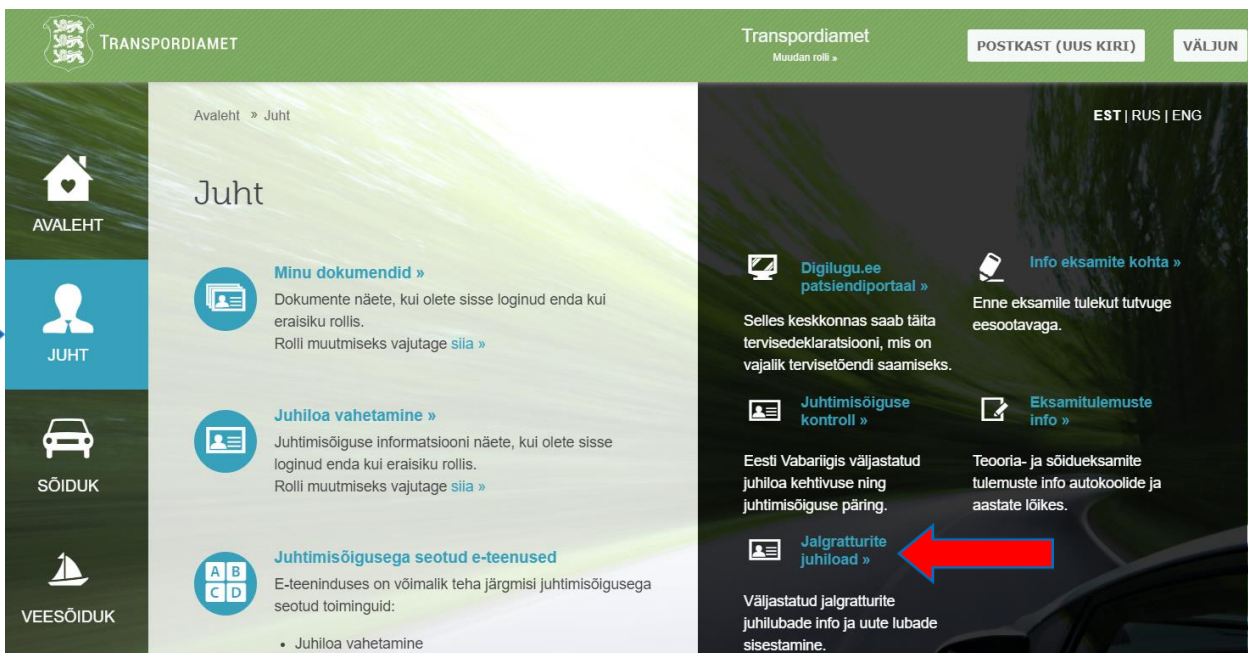 TRANSPORDIAMET
Transpordiamet
Muudan rolli »
POSTKAST (UUS KIRI)
VÄLJUN
Avaleht » Juht
EST | RUS | ENG
AVALEHT
JUHT
SÕIDUK
VEESÕIDUK
Juht
Minu dokumendid »
Dokumente näete, kui olete sisse loginud enda kui
eraisiku rollis.
Rolli muutmiseks vajutage siia »
Juhiloa vahetamine »
Juhtimisõiguse informatsiooni näete, kui olete sisse
loginud enda kui eraisiku rollis.
Rolli muutmiseks vajutage siia »
A B
C D
Juhtimisõigusega seotud e-teenused
E-teeninduses on võimalik teha järgmisi juhtimisõigusega
seotud toiminguid:
• Juhiloa vahetamine
Digilugu.ee
patsiendiportaal »
Selles keskkonnas saab täita
tervisedeklaratsiooni, mis on
vajalik tervisetõendi saamiseks.
Info eksamite kohta »
Enne eksamile tulekut tutvuge
eesootavaga.
Juhtimisõiguse
kontroll »
Eesti Vabariigis väljastatud
juhiloa kehtivuse ning
juhtimisõiguse päring.
Eksamitulemuste
info »
Teooria- ja sõidueksamite
tulemuste info autokoolide ja
aastate lõikes.
Jalgratturite
juhiload »
Väljastatud jalgratturite
juhilubade info ja uute lubade
sisestamine.